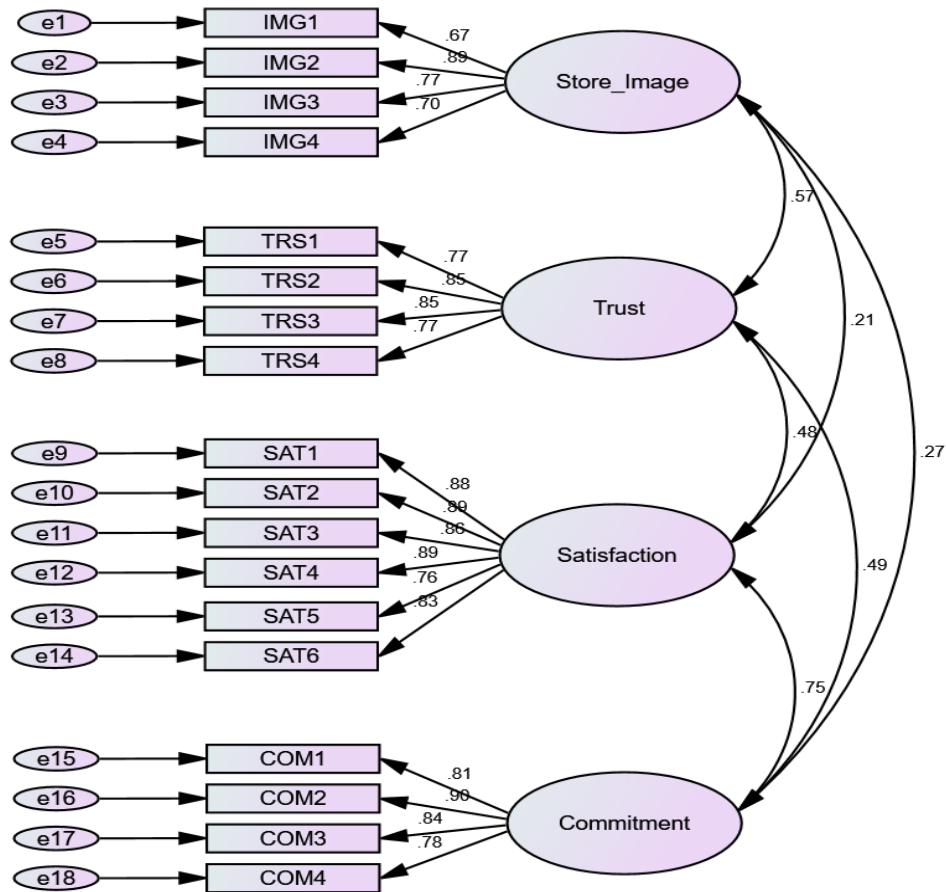 e1 IMG1
.67
e2 IMG2
.89
Store_Image
e3 IMG3
.77
e4 IMG4
.70
.57
e5 TRS1
.77
e6 TRS2
.85
Trust
e7 TRS3
.85
e8 TRS4
.77
.21
.48
.27
e9 SAT1
.88
e10 SAT2
.89
e11 SAT3
.86
Satisfaction
e12 SAT4
.89
.49
e13 SAT5
.76
e14 SAT6
.83
.75
e15 COM1
.81
e16 COM2
.90
Commitment
e17 COM3
.84
e18 COM4
.78